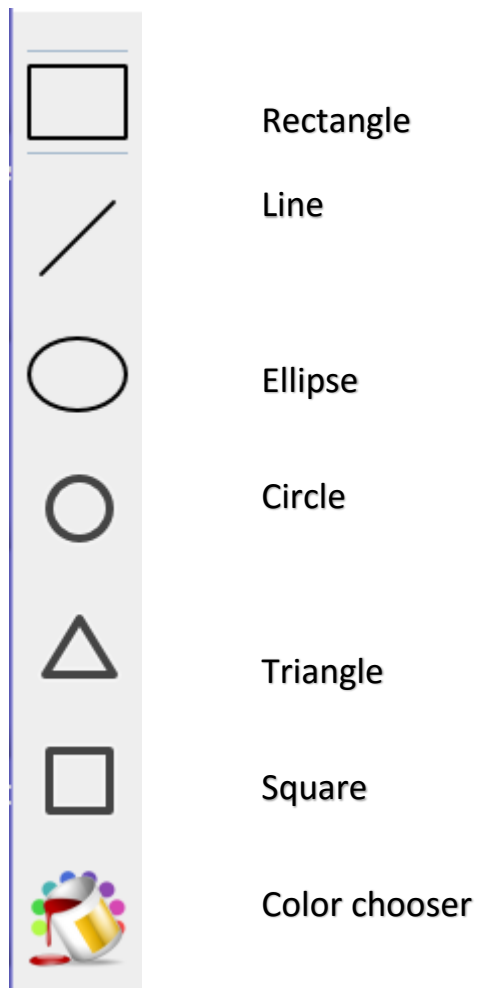 Rectangle
Line
Ellipse
Circle
Triangle
Square
Color chooser